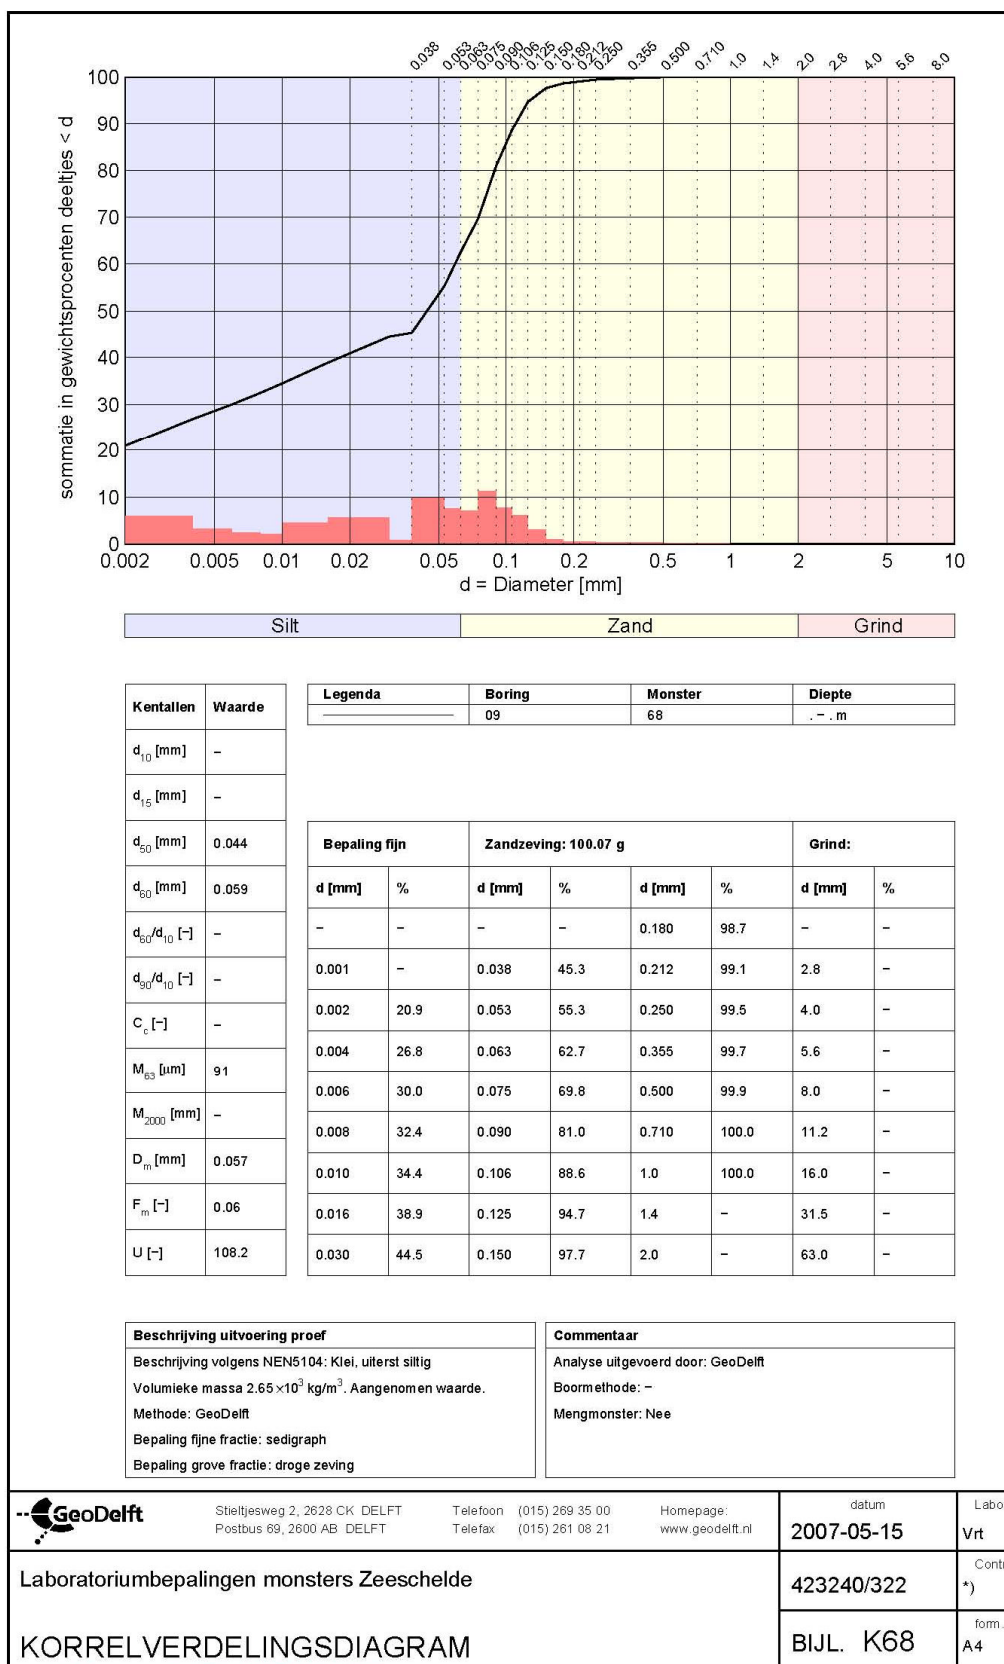 0.038 0.053 0.063 0.075 0.090 0.106 0.125 0.150 0.180 0.212 0.250 0.355 0.500 0.710 1.0 1.4 2.0 2.8 4.0 5.6 8.0
sommatie in gewichtsprocenten deeltjes < d
100
90
80
70
60
50
40
30
20
10
0
0.002 0.005 0.01 0.02 0.05 0.1 0.2 0.5 1 2 5 10
d = Diameter [mm]
Silt Zand Grind
Kentallen Waarde
d10 [mm] –
d15 [mm] –
d50 [mm] 0.044
d60 [mm] 0.059
d60/d10 [–] –
d90/d10 [–] –
Cc [–] –
M63 [µm] 91
M2000 [mm] –
Dm [mm] 0.057
Fm [–] 0.06
U [–] 108.2
Legenda Boring Monster Diepte
09 68 . – . m
Bepaling fijn Zandzeving: 100.07 g Grind:
d [mm] % d [mm] % d [mm] % d [mm] %
– – – – 0.180 98.7 – –
0.001 – 0.038 45.3 0.212 99.1 2.8 –
0.002 20.9 0.053 55.3 0.250 99.5 4.0 –
0.004 26.8 0.063 62.7 0.355 99.7 5.6 –
0.006 30.0 0.075 69.8 0.500 99.9 8.0 –
0.008 32.4 0.090 81.0 0.710 100.0 11.2 –
0.010 34.4 0.106 88.6 1.0 100.0 16.0 –
0.016 38.9 0.125 94.7 1.4 – 31.5 –
0.030 44.5 0.150 97.7 2.0 – 63.0 –
Beschrijving uitvoering proef
Beschrijving volgens NEN5104: Klei, uiterst siltig
Volumieke massa 2.65×10³ kg/m³. Aangenomen waarde.
Methode: GeoDelft
Bepaling fijne fractie: sedigraph
Bepaling grove fractie: droge zeving
Commentaar
Analyse uitgevoerd door: GeoDelft
Boormethode: –
Mengmonster: Nee
GeoDelft
Stieltjesweg 2, 2628 CK DELFT Telefoon (015) 269 35 00 Homepage:
Postbus 69, 2600 AB DELFT Telefax (015) 261 08 21 www.geodelft.nl
datum
2007-05-15
Labo
Vrt
Laboratoriumbepalingen monsters Zeeschelde
423240/322
Contr
*)
KORRELVERDELINGSDIAGRAM
BIJL. K68
form.
A4